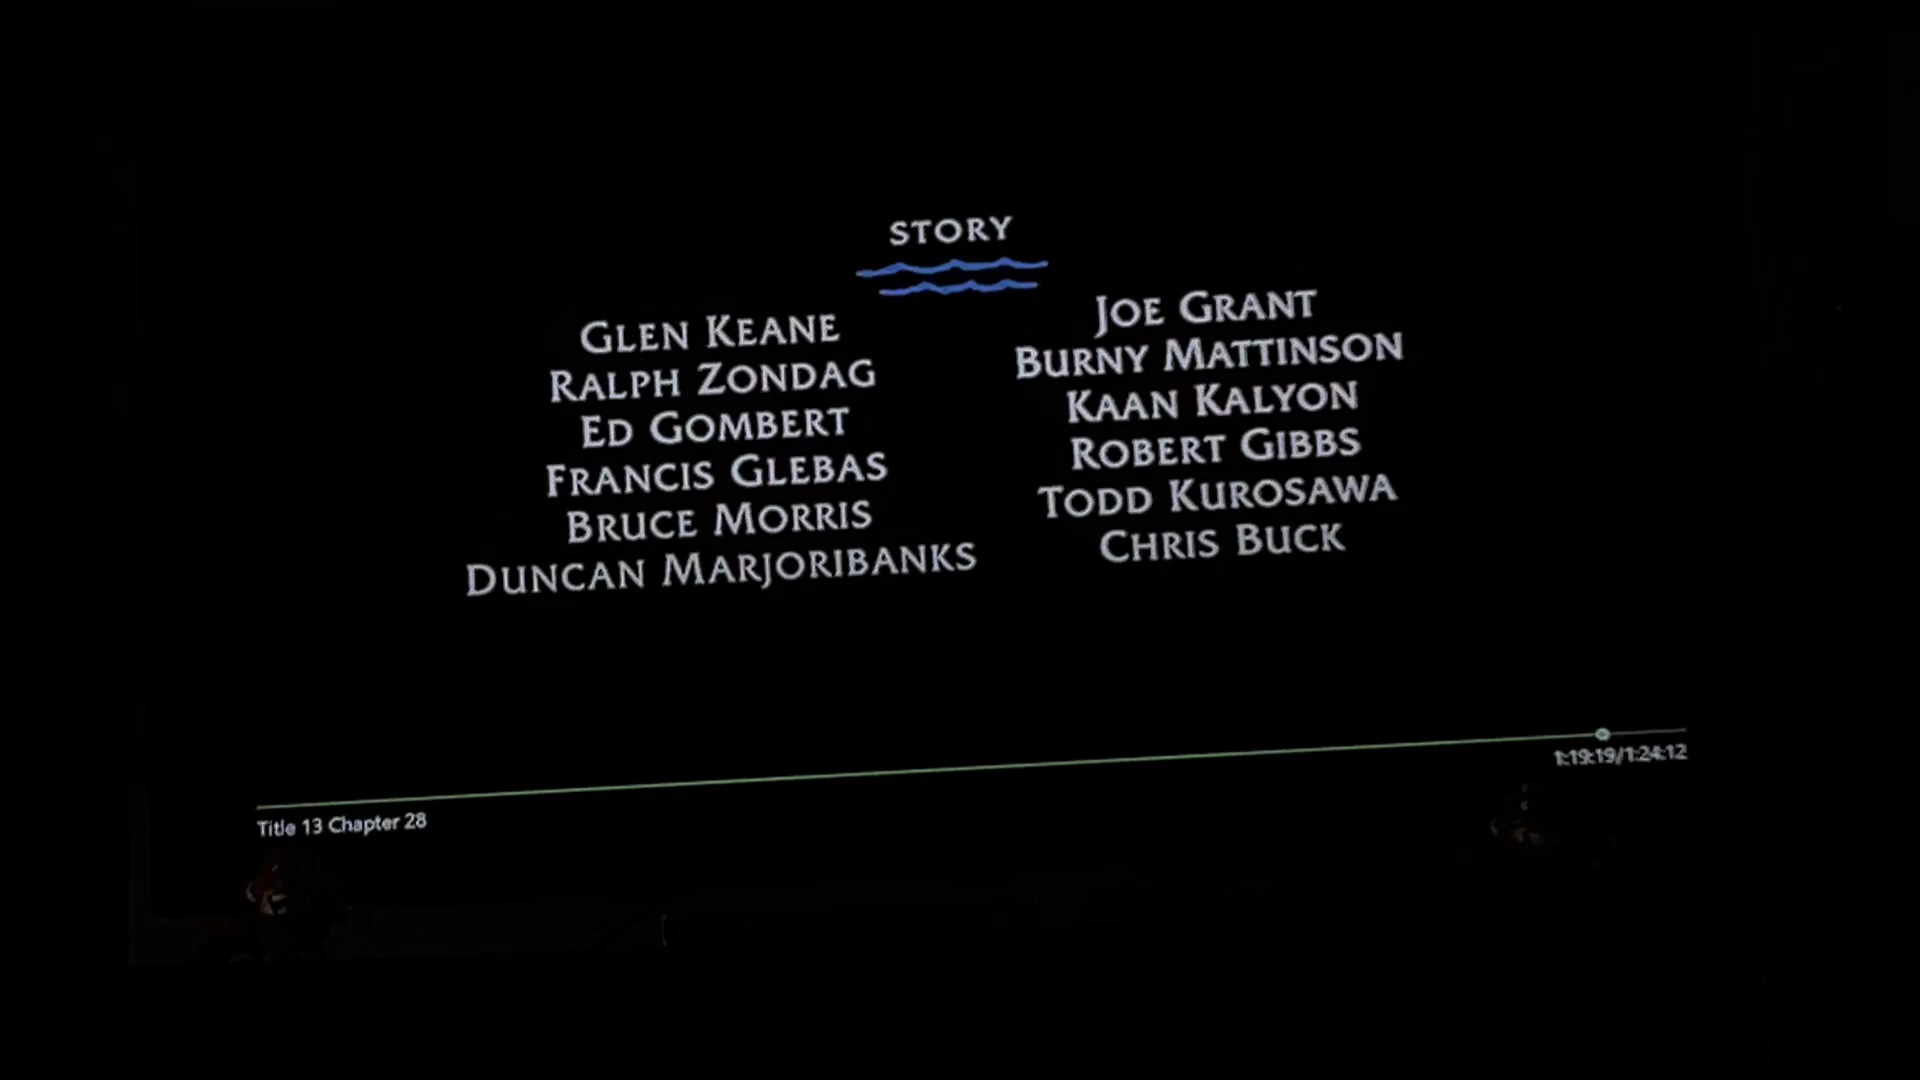 STORY
GLEN KEANE
RALPH ZONDAG
ED GOMBERT
FRANCIS GLEBAS
BRUCE MORRIS
DUNCAN MARJORIBANKS
JOE GRANT
BURNY MATTINSON
KAAN KALYON
ROBERT GIBBS
TODD KUROSAWA
CHRIS BUCK
1:19:19/1:24:12
Title 13 Chapter 28